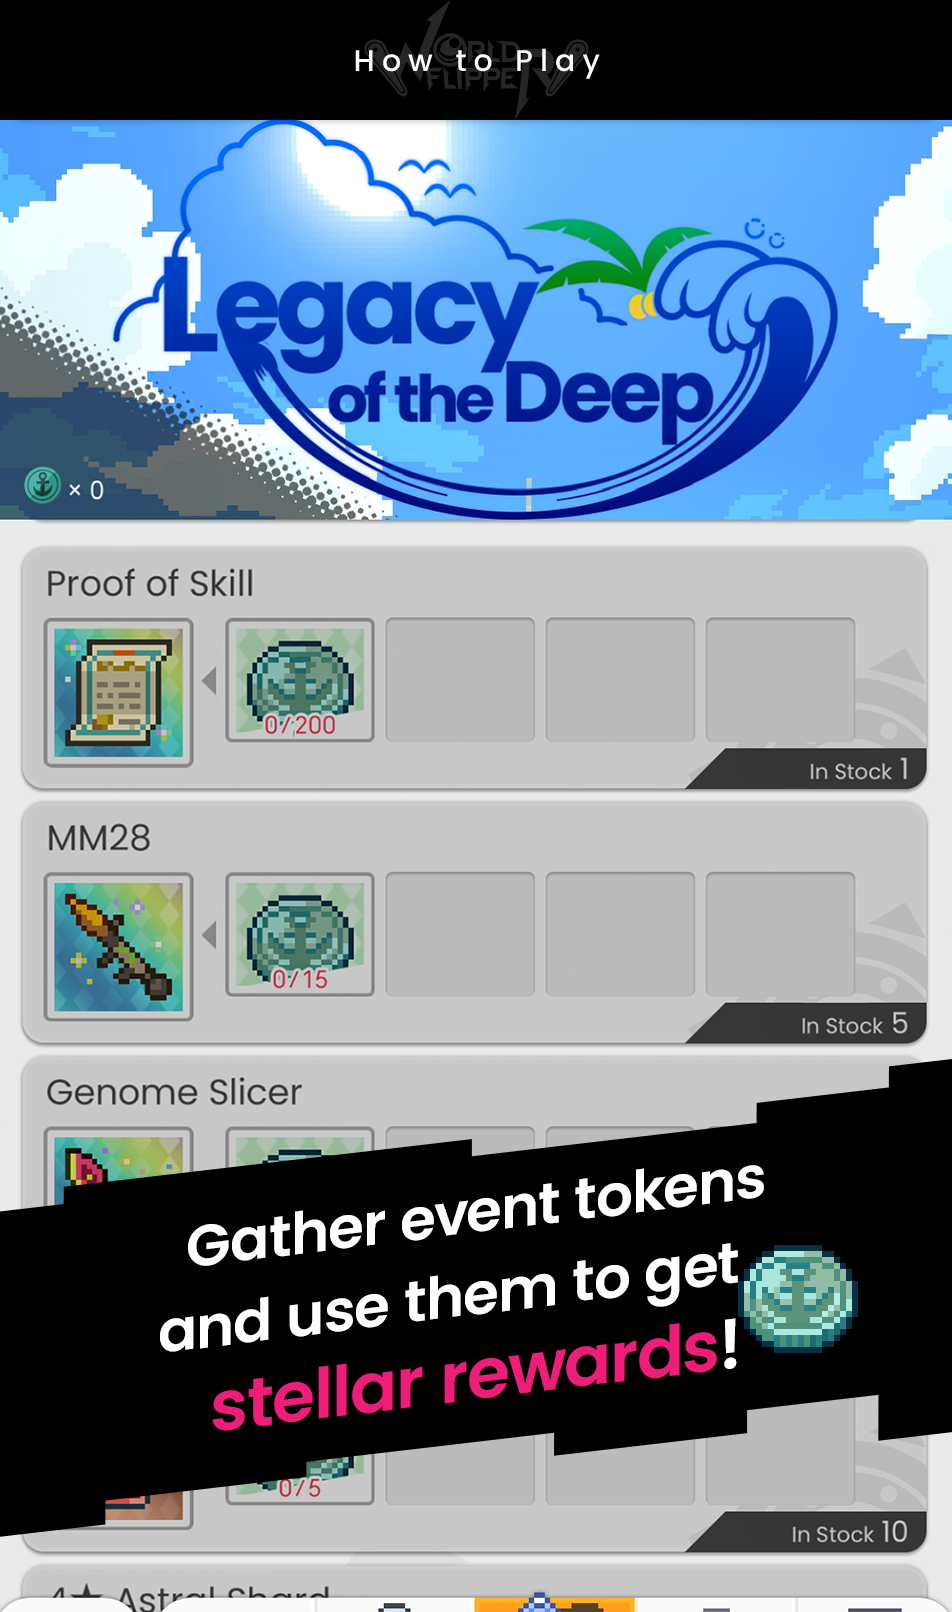 How to Play
WORLD
FLIPPER
Legacy
of the Deep
× 0
Proof of Skill
0/200
In Stock 1
MM28
0/15
In Stock 5
Genome Slicer
Gather event tokens
and use them to get
stellar rewards!
0/5
In Stock 10
4★ Astral Shard